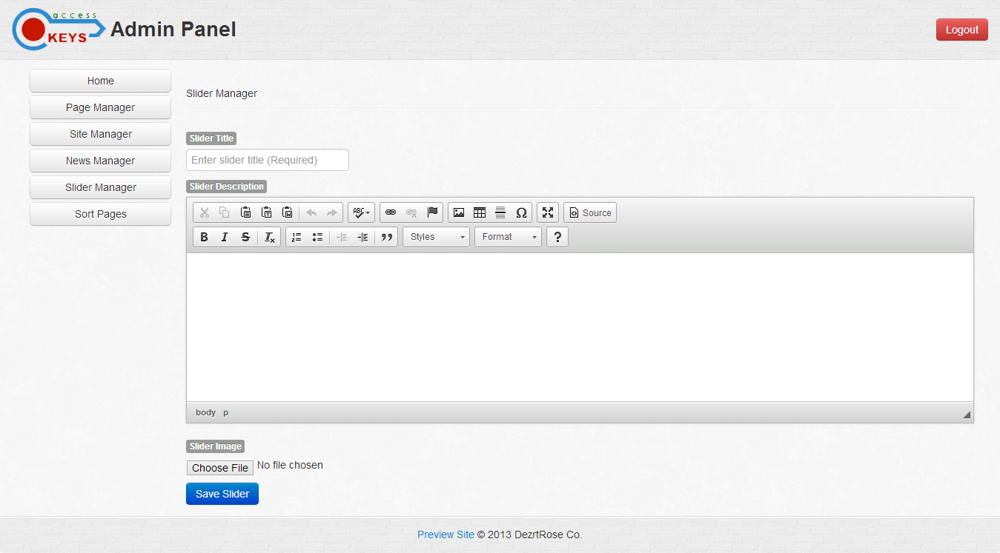 access
KEYS
Admin Panel
Logout
Home
Page Manager
Site Manager
News Manager
Slider Manager
Sort Pages
Slider Manager
Slider Title
Enter slider title (Required)
Slider Description
ABC
Ω
Source
B I S Tx
Styles
Format
?
body p
Slider Image
Choose File No file chosen
Save Slider
Preview Site © 2013 DezrtRose Co.